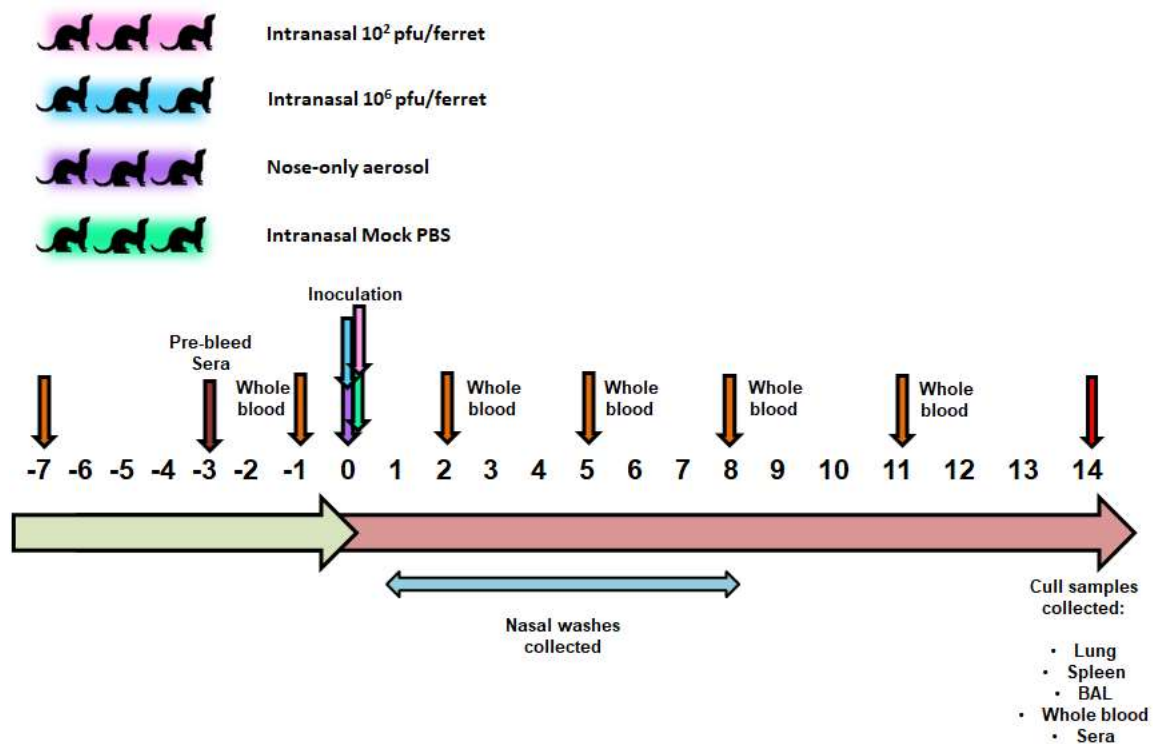 Intranasal 10² pfu/ferret
Intranasal 10⁶ pfu/ferret
Nose-only aerosol
Intranasal Mock PBS
Inoculation
Pre-bleed
Sera
Whole
blood
Whole
blood
Whole
blood
Whole
blood
Whole
blood
-7 -6 -5 -4 -3 -2 -1 0 1 2 3 4 5 6 7 8 9 10 11 12 13 14
Nasal washes
collected
Cull samples
collected:
• Lung
• Spleen
• BAL
• Whole blood
• Sera